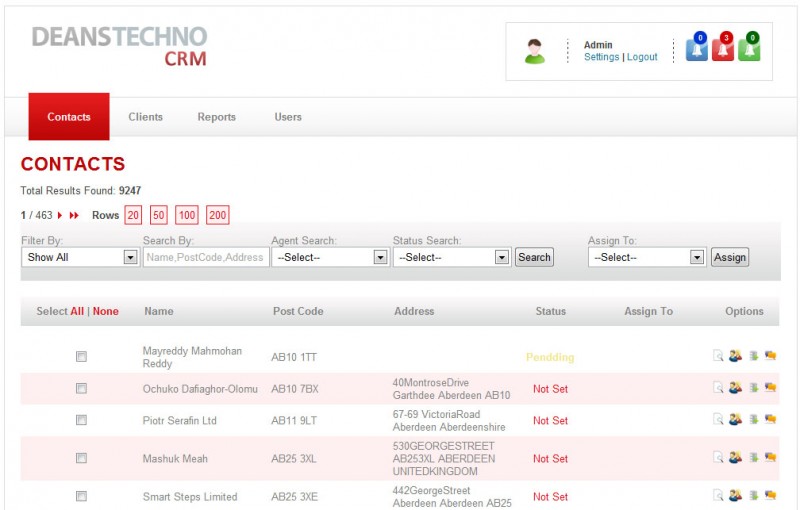 DEANSTECHNO
CRM
Admin
Settings | Logout
0
3
0
Contacts
Clients
Reports
Users
CONTACTS
Total Results Found: 9247
1 / 463
Rows
20
50
100
200
Filter By:
Search By:
Agent Search:
Status Search:
Assign To:
Show All
Name,PostCode,Address
--Select--
--Select--
Search
--Select--
Assign
Select All | None
Name
Post Code
Address
Status
Assign To
Options
Mayreddy Mahmohan
Reddy
AB10 1TT
Pendding
Ochuko Dafiaghor-Olomu
AB10 7BX
40MontroseDrive
Garthdee Aberdeen AB10
Not Set
Piotr Serafin Ltd
AB11 9LT
67-69 VictoriaRoad
Aberdeen Aberdeenshire
Not Set
Mashuk Meah
AB25 3XL
530GEORGESTREET
AB253XL ABERDEEN
UNITEDKINGDOM
Not Set
Smart Steps Limited
AB25 3XE
442GeorgeStreet
Aberdeen Aberdeen AB25
Not Set